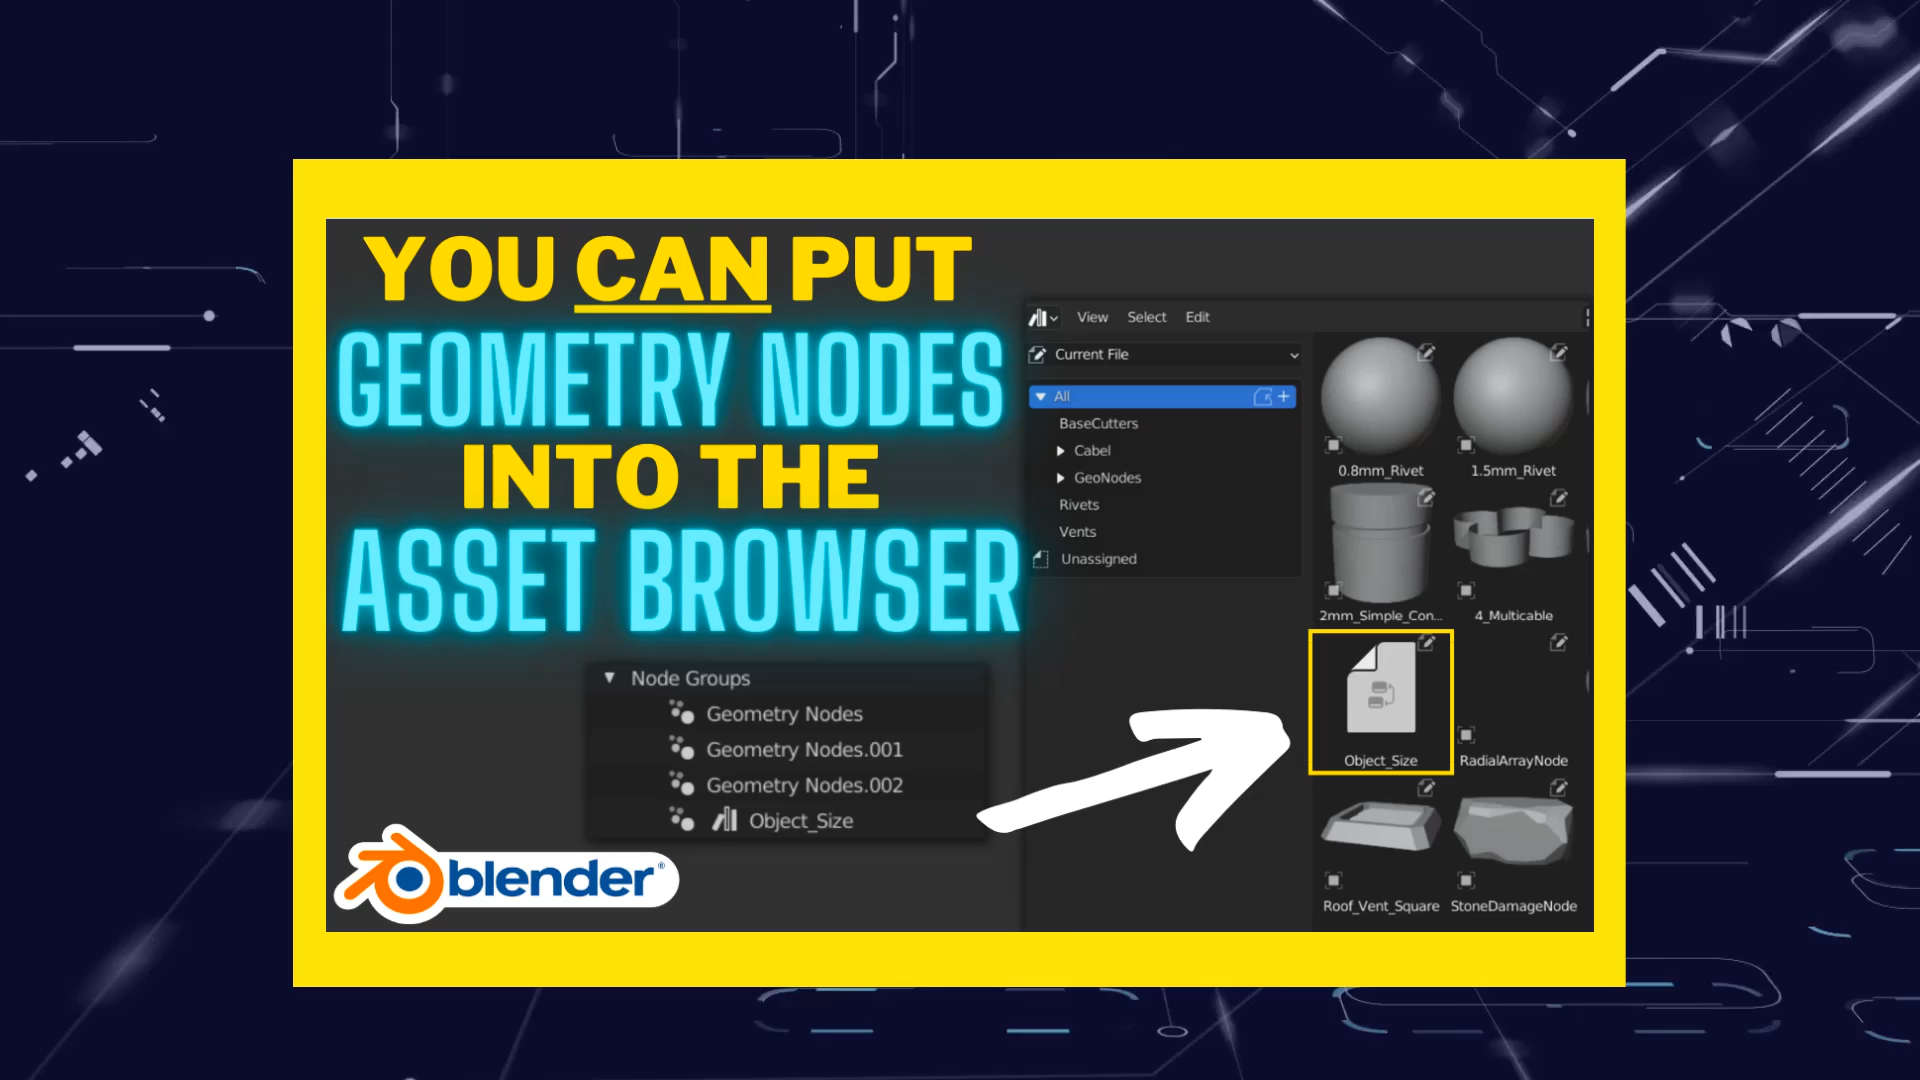 YOU CAN PUT
GEOMETRY NODES
INTO THE
ASSET BROWSER
Node Groups
Geometry Nodes
Geometry Nodes.001
Geometry Nodes.002
Object_Size
blender®
View Select Edit
Current File
All
BaseCutters
Cabel
GeoNodes
Rivets
Vents
Unassigned
0.8mm_Rivet 1.5mm_Rivet
2mm_Simple_Con... 4_Multicable
Object_Size RadialArrayNode
Roof_Vent_Square StoneDamageNode